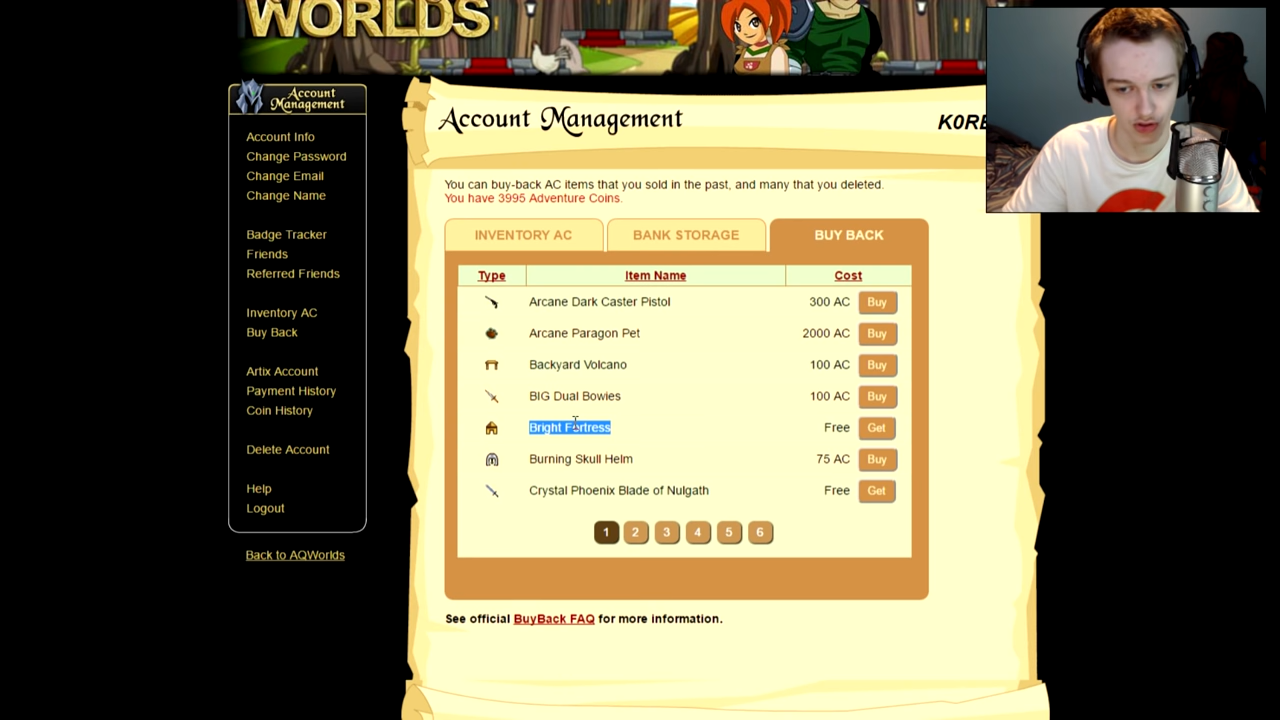 WORLDS
Account
Management
Account Info
Change Password
Change Email
Change Name
Badge Tracker
Friends
Referred Friends
Inventory AC
Buy Back
Artix Account
Payment History
Coin History
Delete Account
Help
Logout
Back to AQWorlds
Account Management
K0RE
You can buy-back AC items that you sold in the past, and many that you deleted.
You have 3995 Adventure Coins.
INVENTORY AC BANK STORAGE BUY BACK
Type Item Name Cost
Arcane Dark Caster Pistol 300 AC Buy
Arcane Paragon Pet 2000 AC Buy
Backyard Volcano 100 AC Buy
BIG Dual Bowies 100 AC Buy
Bright Fortress Free Get
Burning Skull Helm 75 AC Buy
Crystal Phoenix Blade of Nulgath Free Get
1 2 3 4 5 6
See official BuyBack FAQ for more information.